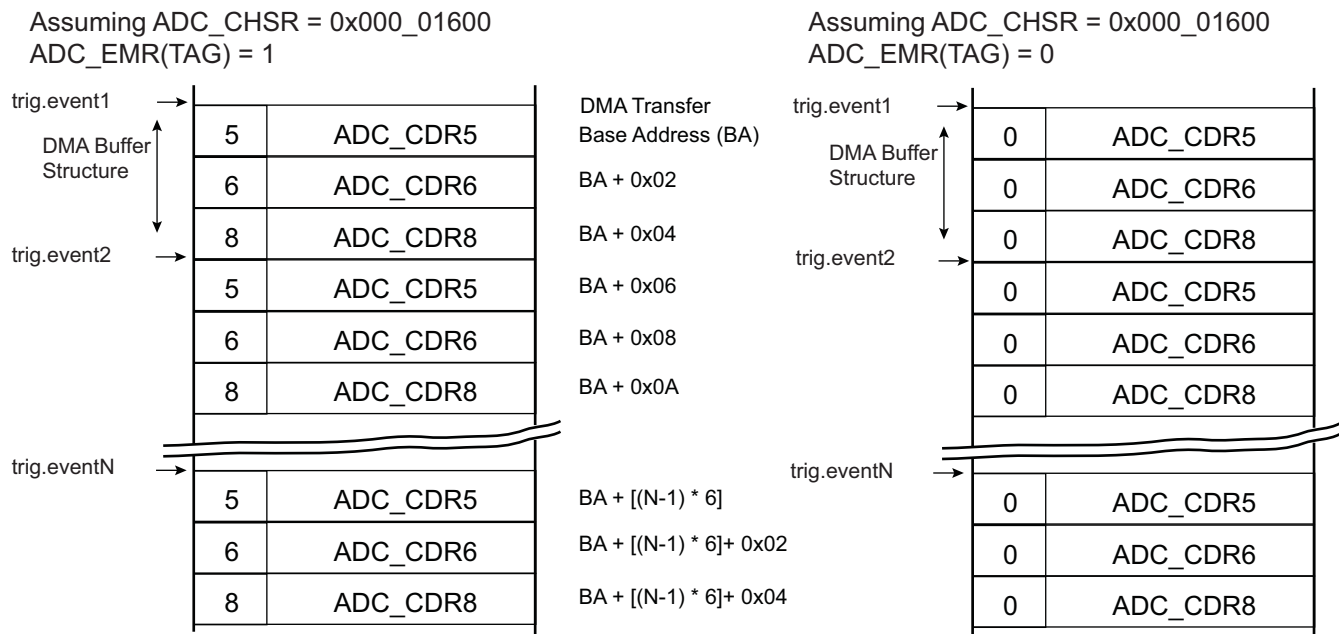 Assuming ADC_CHSR = 0x000_01600
ADC_EMR(TAG) = 1
trig.event1
DMA Buffer
Structure
5 ADC_CDR5
6 ADC_CDR6
8 ADC_CDR8
trig.event2
5 ADC_CDR5
6 ADC_CDR6
8 ADC_CDR8
trig.eventN
5 ADC_CDR5
6 ADC_CDR6
8 ADC_CDR8
DMA Transfer
Base Address (BA)
BA + 0x02
BA + 0x04
BA + 0x06
BA + 0x08
BA + 0x0A
BA + [(N-1) * 6]
BA + [(N-1) * 6]+ 0x02
BA + [(N-1) * 6]+ 0x04
Assuming ADC_CHSR = 0x000_01600
ADC_EMR(TAG) = 0
trig.event1
DMA Buffer
Structure
0 ADC_CDR5
0 ADC_CDR6
0 ADC_CDR8
trig.event2
0 ADC_CDR5
0 ADC_CDR6
0 ADC_CDR8
trig.eventN
0 ADC_CDR5
0 ADC_CDR6
0 ADC_CDR8